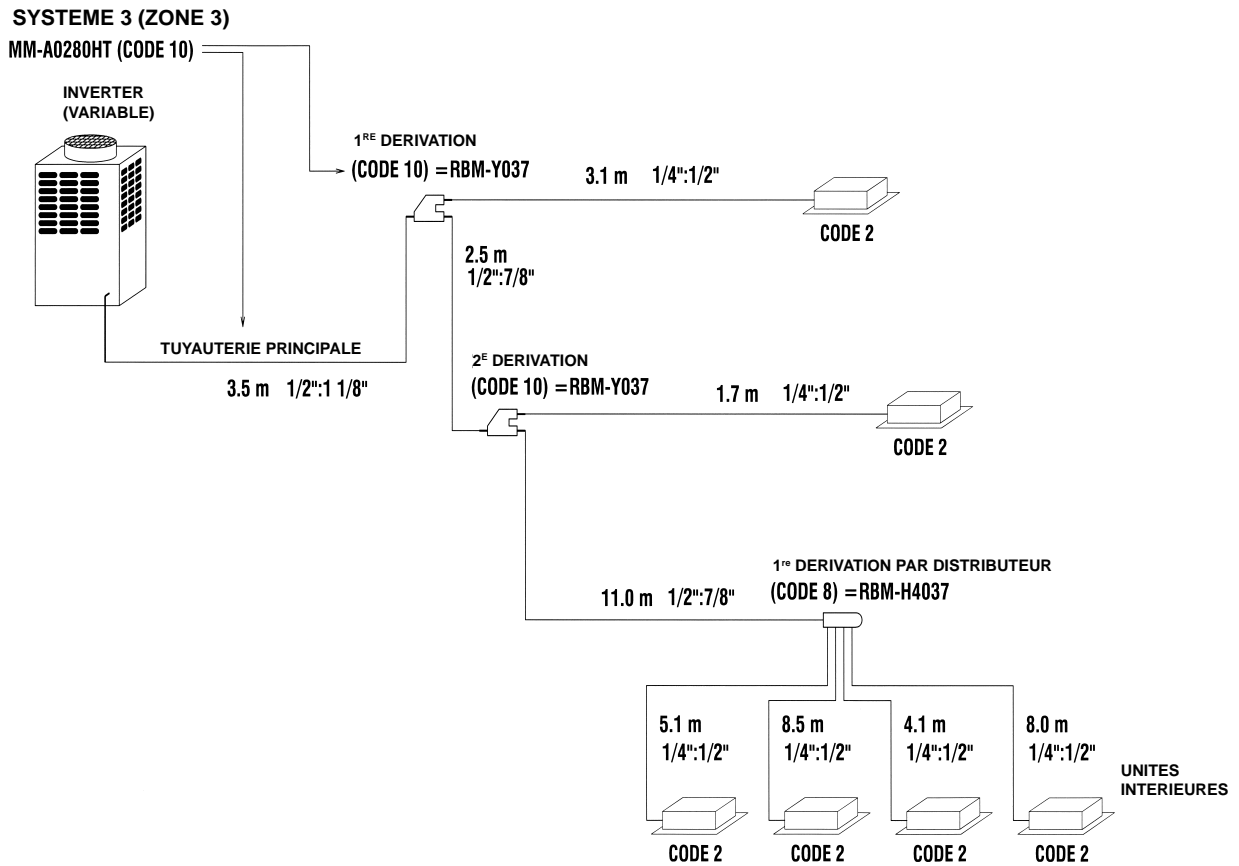 SYSTEME 3 (ZONE 3)
MM-A0280HT (CODE 10)
INVERTER
(VARIABLE)
1RE DERIVATION
(CODE 10) =RBM-Y037
3.1 m 1/4":1/2"
CODE 2
2.5 m
1/2":7/8"
TUYAUTERIE PRINCIPALE
3.5 m 1/2":1 1/8"
2E DERIVATION
(CODE 10) =RBM-Y037
1.7 m 1/4":1/2"
CODE 2
1re DERIVATION PAR DISTRIBUTEUR
(CODE 8) =RBM-H4037
11.0 m 1/2":7/8"
5.1 m
1/4":1/2"
8.5 m
1/4":1/2"
4.1 m
1/4":1/2"
8.0 m
1/4":1/2"
UNITES
INTERIEURES
CODE 2
CODE 2
CODE 2
CODE 2